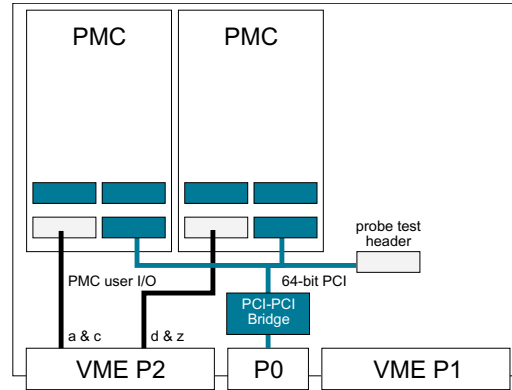 PMC
PMC
probe test
header
PMC user I/O
64-bit PCI
PCI-PCI
Bridge
a & c
d & z
VME P2
P0
VME P1